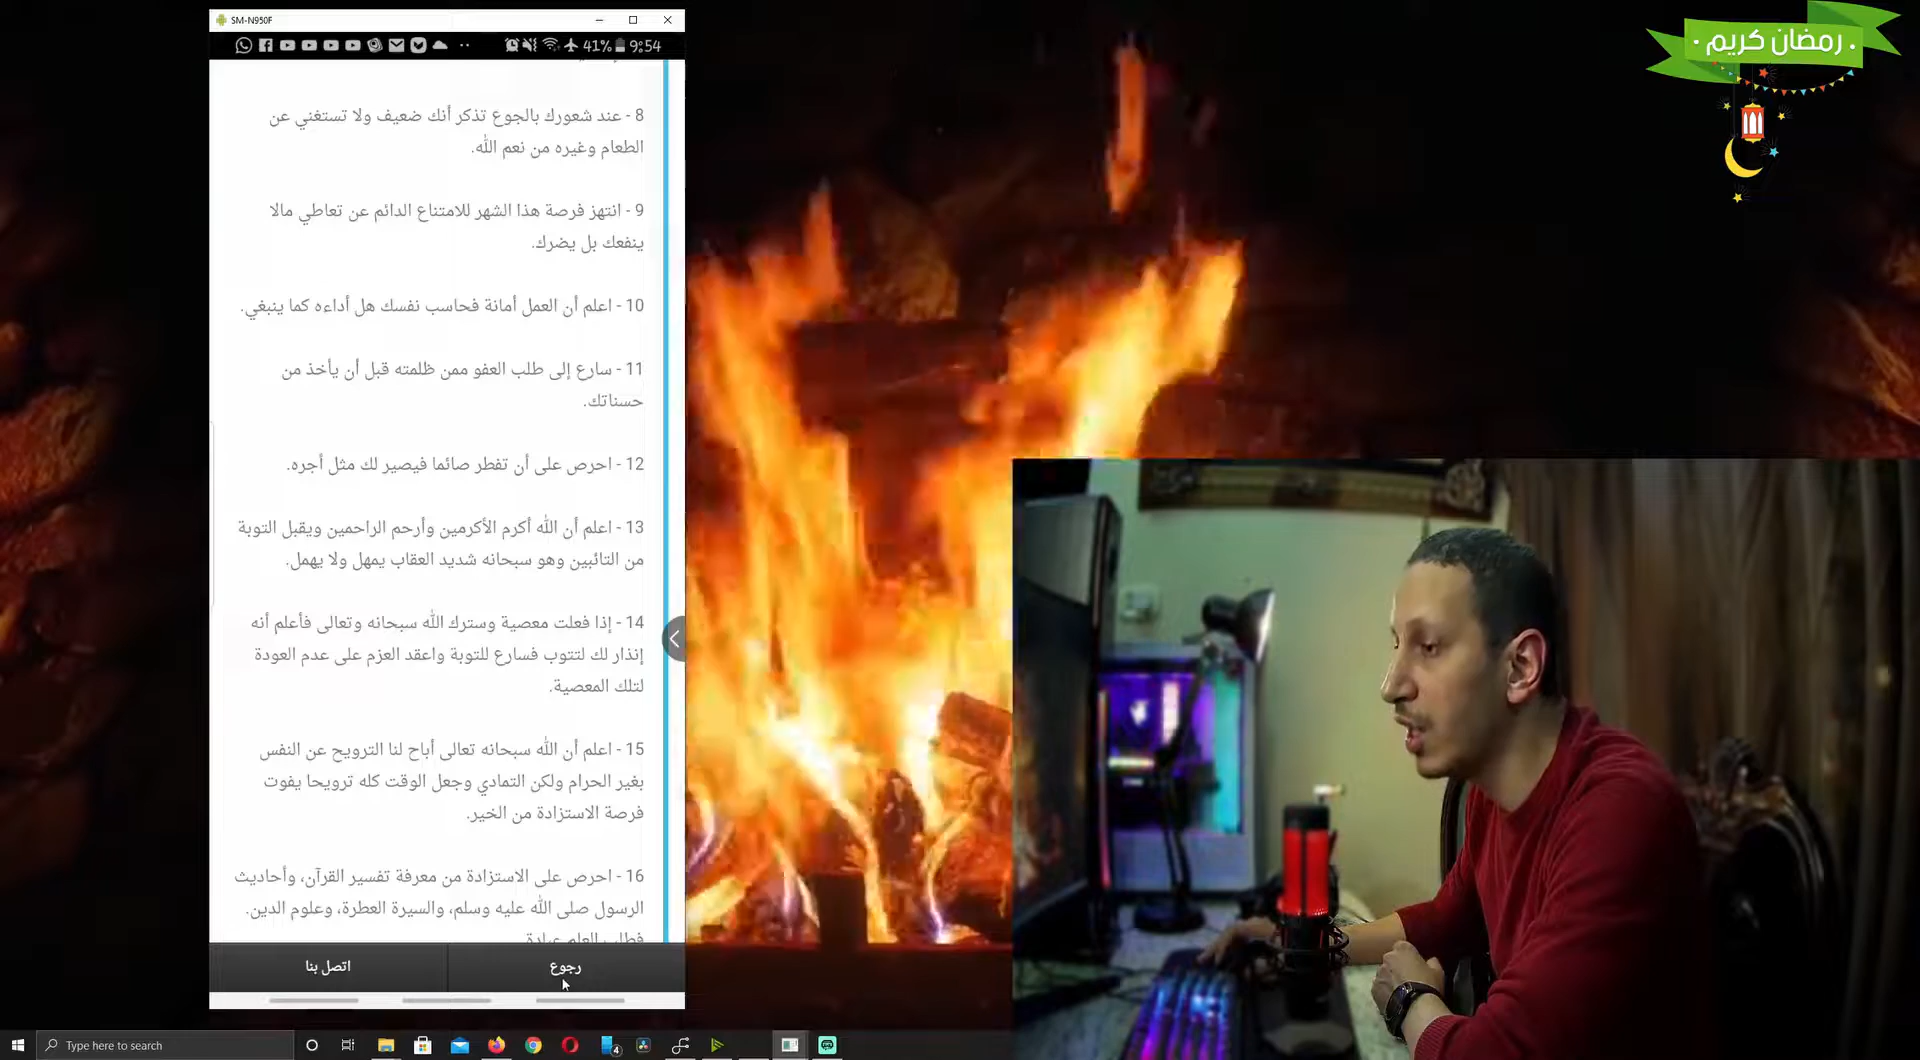 SM-N950F
41% 9:54
8 - عند شعورك بالجوع تذكر أنك ضعيف ولا تستغني عن
الطعام وغيره من نعم الله.
9 - انتهز فرصة هذا الشهر للامتناع الدائم عن تعاطي مالا
ينفعك بل يضرك.
10 - اعلم أن العمل أمانة فحاسب نفسك هل أداءه كما ينبغي.
11 - سارع إلى طلب العفو ممن ظلمته قبل أن يأخذ من
حسناتك.
12 - احرص على أن تفطر صائما فيصير لك مثل أجره.
13 - اعلم أن الله أكرم الأكرمين وأرحم الراحمين ويقبل التوبة
من التائبين وهو سبحانه شديد العقاب يمهل ولا يهمل.
14 - إذا فعلت معصية وسترك الله سبحانه وتعالى فأعلم أنه
إنذار لك لتتوب فسارع للتوبة واعقد العزم على عدم العودة
لتلك المعصية.
15 - اعلم أن الله سبحانه تعالى أباح لنا الترويح عن النفس
بغير الحرام ولكن التمادي وجعل الوقت كله ترويحا يفوت
فرصة الاستزادة من الخير.
16 - احرص على الاستزادة من معرفة تفسير القرآن، وأحاديث
الرسول صلى الله عليه وسلم، والسيرة العطرة، وعلوم الدين.
فطلب العلم عبادة
رجوع
اتصل بنا
رمضان كريم
Type here to search
4